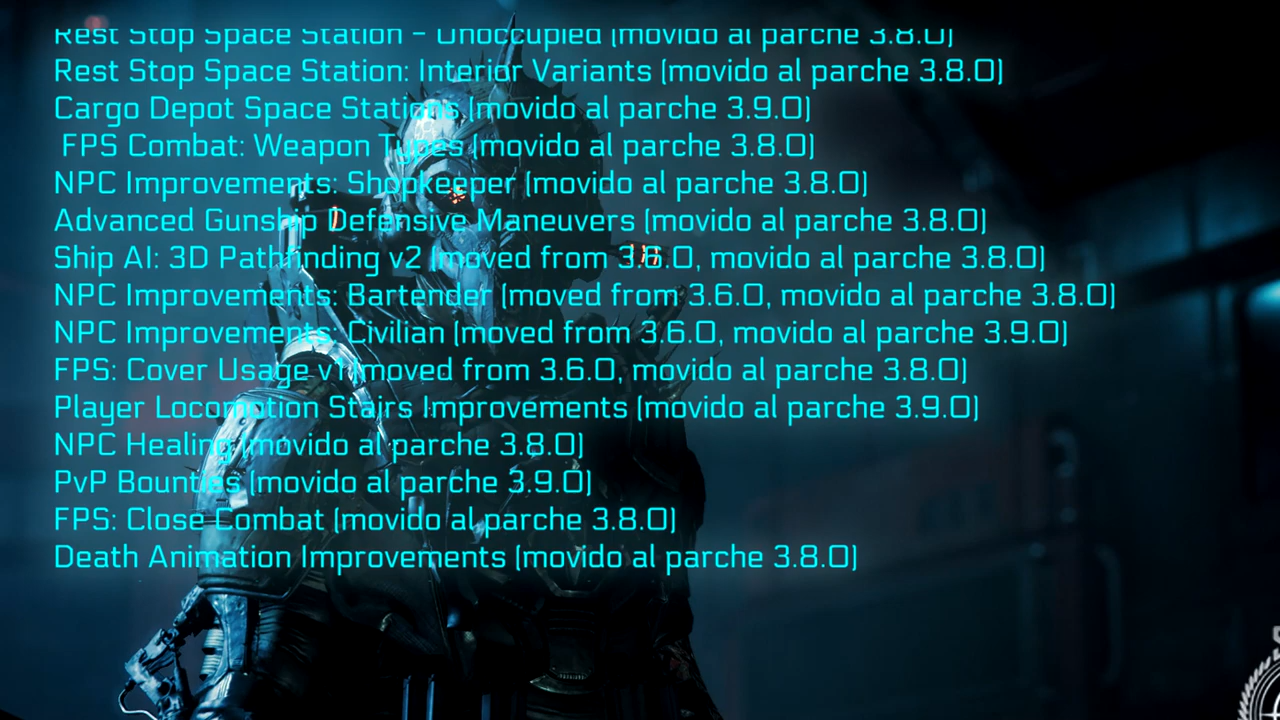 Rest Stop Space Station - Unoccupied (movido al parche 3.8.0)
Rest Stop Space Station: Interior Variants (movido al parche 3.8.0)
Cargo Depot Space Stations (movido al parche 3.9.0)
FPS Combat: Weapon Types (movido al parche 3.8.0)
NPC Improvements: Shopkeeper (movido al parche 3.8.0)
Advanced Gunship Defensive Maneuvers (movido al parche 3.8.0)
Ship AI: 3D Pathfinding v2 (moved from 3.6.0, movido al parche 3.8.0)
NPC Improvements: Bartender (moved from 3.6.0, movido al parche 3.8.0)
NPC Improvements: Civilian (moved from 3.6.0, movido al parche 3.9.0)
FPS: Cover Usage v1 (moved from 3.6.0, movido al parche 3.8.0)
Player Locomotion Stairs Improvements (movido al parche 3.9.0)
NPC Healing (movido al parche 3.8.0)
PvP Bounties (movido al parche 3.9.0)
FPS: Close Combat (movido al parche 3.8.0)
Death Animation Improvements (movido al parche 3.8.0)